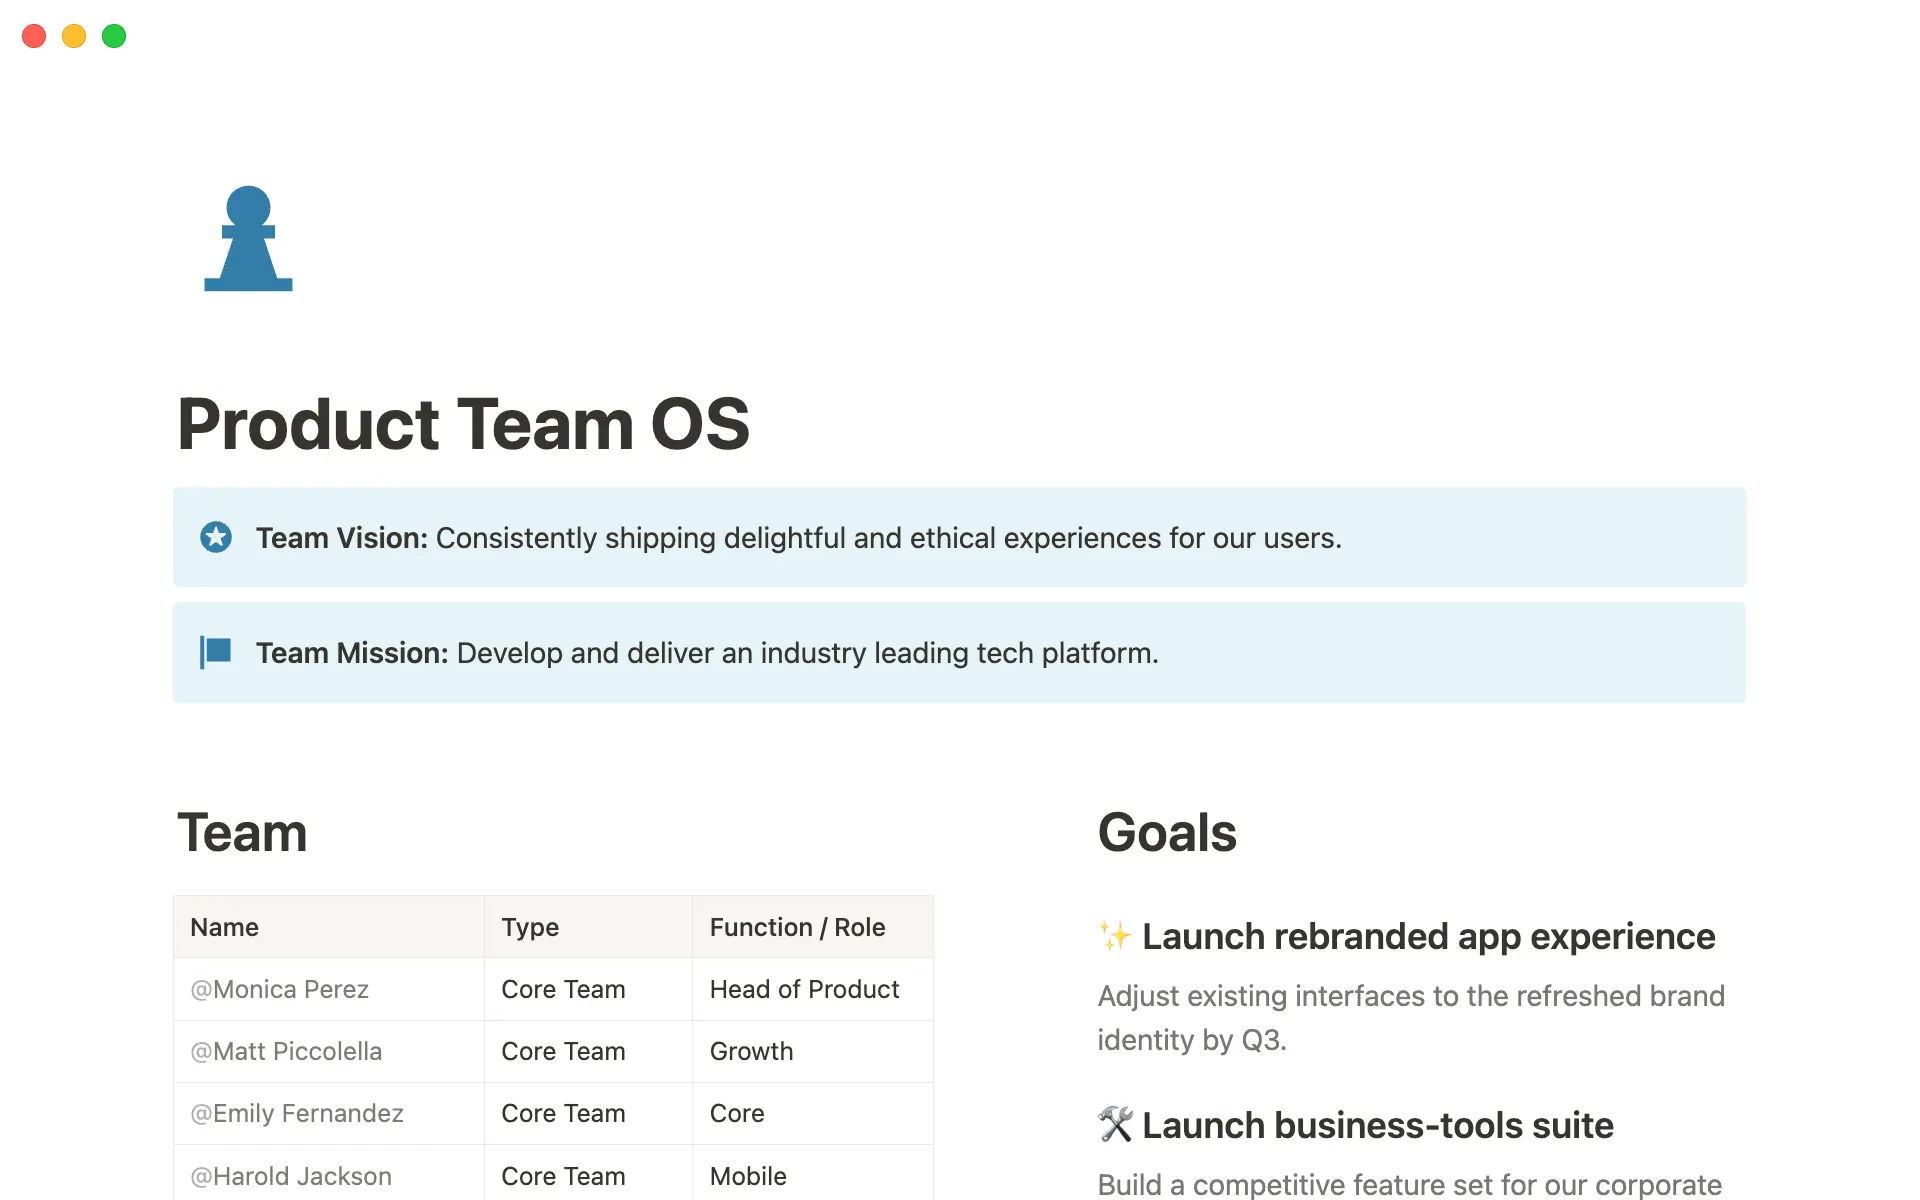 Product Team OS
Team Vision: Consistently shipping delightful and ethical experiences for our users.
Team Mission: Develop and deliver an industry leading tech platform.
Team
Name Type Function / Role
@Monica Perez Core Team Head of Product
@Matt Piccolella Core Team Growth
@Emily Fernandez Core Team Core
@Harold Jackson Core Team Mobile
Goals
✨ Launch rebranded app experience
Adjust existing interfaces to the refreshed brand
identity by Q3.
🛠 Launch business-tools suite
Build a competitive feature set for our corporate